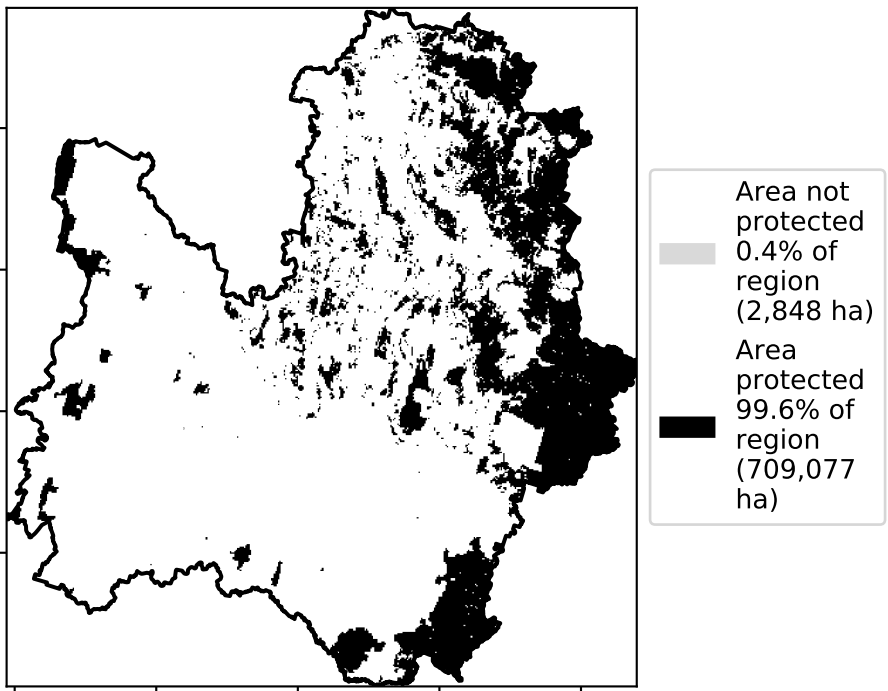 Area not
protected
0.4% of
region
(2,848 ha)
Area
protected
99.6% of
region
(709,077
ha)